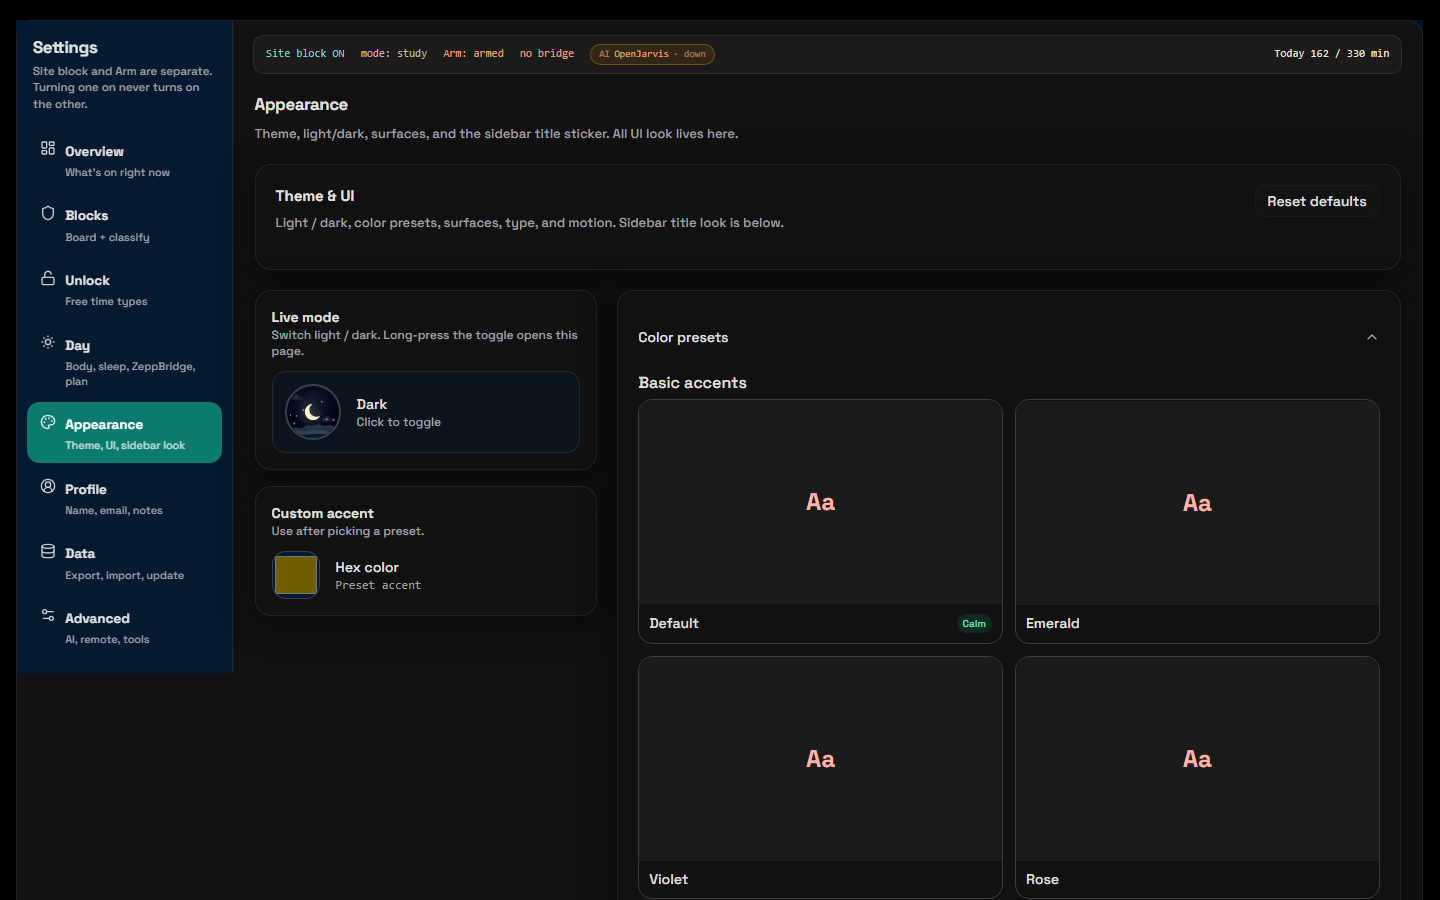 Settings
Site block and Arm are separate.
Turning one on never turns on
the other.
Overview
What's on right now
Blocks
Board + classify
Unlock
Free time types
Day
Body, sleep, ZeppBridge,
plan
Appearance
Theme, UI, sidebar look
Profile
Name, email, notes
Data
Export, import, update
Advanced
AI, remote, tools
Site block ON mode: study Arm: armed no bridge AI OpenJarvis · down Today 162 / 330 min
Appearance
Theme, light/dark, surfaces, and the sidebar title sticker. All UI look lives here.
Theme & UI
Light / dark, color presets, surfaces, type, and motion. Sidebar title look is below.
Reset defaults
Live mode
Switch light / dark. Long-press the toggle opens this
page.
Dark
Click to toggle
Custom accent
Use after picking a preset.
Hex color
Preset accent
Color presets
Basic accents
Aa
Default Calm
Aa
Emerald
Aa
Violet
Aa
Rose